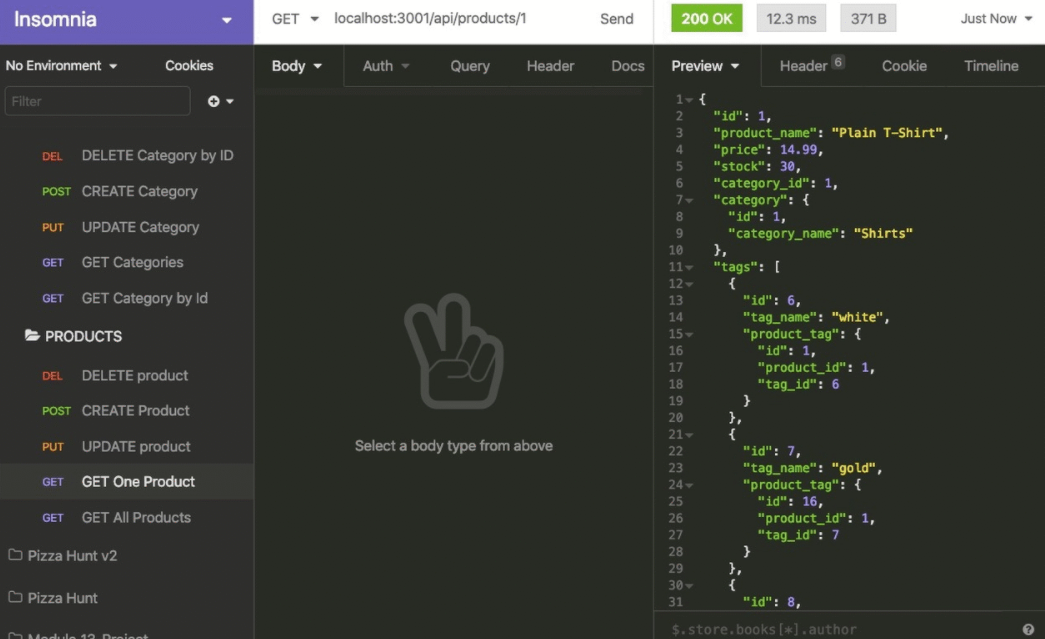 Insomnia
GET localhost:3001/api/products/1 Send
200 OK 12.3 ms 371 B Just Now
No Environment Cookies
Body Auth Query Header Docs
Preview Header 6 Cookie Timeline
Filter
DEL DELETE Category by ID
POST CREATE Category
PUT UPDATE Category
GET GET Categories
GET GET Category by Id
PRODUCTS
DEL DELETE product
POST CREATE Product
PUT UPDATE product
GET GET One Product
GET GET All Products
Pizza Hunt v2
Pizza Hunt
Module 13 Project
Select a body type from above
1 {
2 "id": 1,
3 "product_name": "Plain T-Shirt",
4 "price": 14.99,
5 "stock": 30,
6 "category_id": 1,
7 "category": {
8 "id": 1,
9 "category_name": "Shirts"
10 },
11 "tags": [
12 {
13 "id": 6,
14 "tag_name": "white",
15 "product_tag": {
16 "id": 1,
17 "product_id": 1,
18 "tag_id": 6
19 }
20 },
21 {
22 "id": 7,
23 "tag_name": "gold",
24 "product_tag": {
25 "id": 16,
26 "product_id": 1,
27 "tag_id": 7
28 }
29 },
30 {
31 "id": 8,
$.store.books[*].author